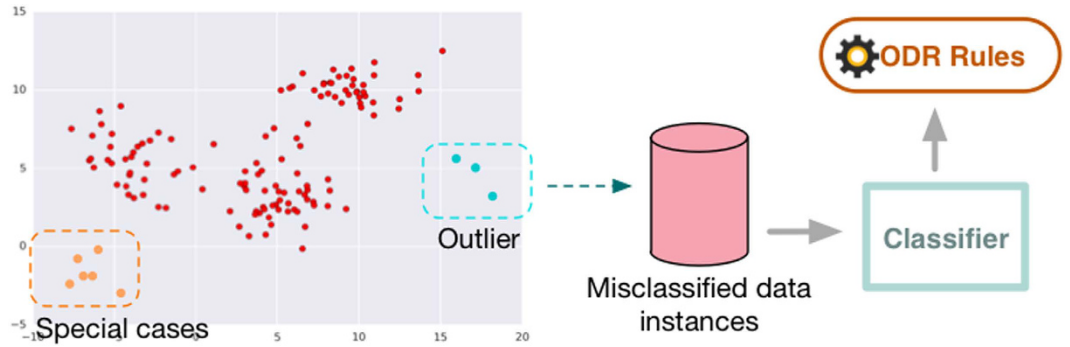 15
10
5
0
−5
−10
−5
0
5
10
15
20
Special cases
Outlier
Misclassified data
instances
Classifier
ODR Rules